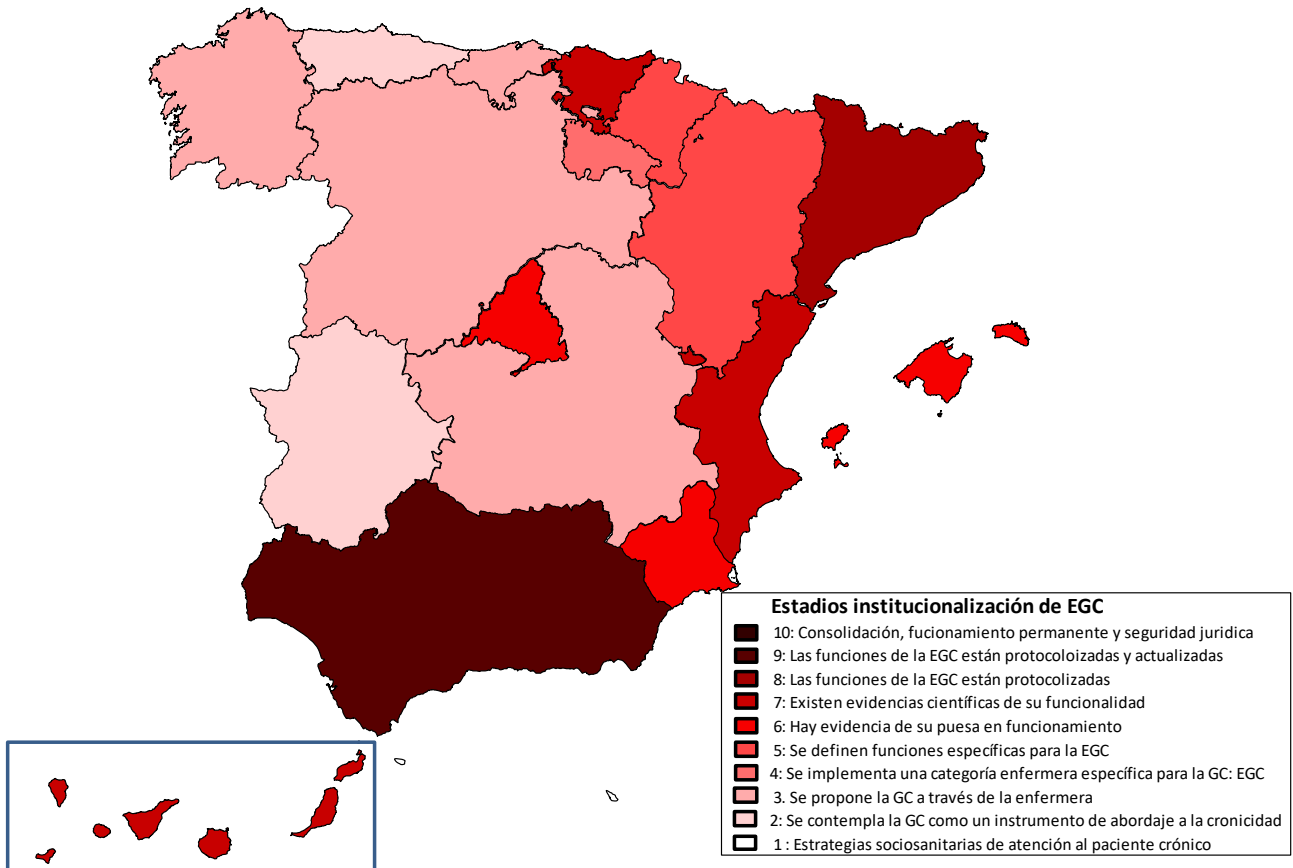 Estadios institucionalización de EGC
10: Consolidación, fucionamiento permanente y seguridad juridica
9: Las funciones de la EGC están protocoloizadas y actualizadas
8: Las funciones de la EGC están protocolizadas
7: Existen evidencias científicas de su funcionalidad
6: Hay evidencia de su puesa en funcionamiento
5: Se definen funciones específicas para la EGC
4: Se implementa una categoría enfermera específica para la GC: EGC
3. Se propone la GC a través de la enfermera
2: Se contempla la GC como un instrumento de abordaje a la cronicidad
1 : Estrategias sociosanitarias de atención al paciente crónico